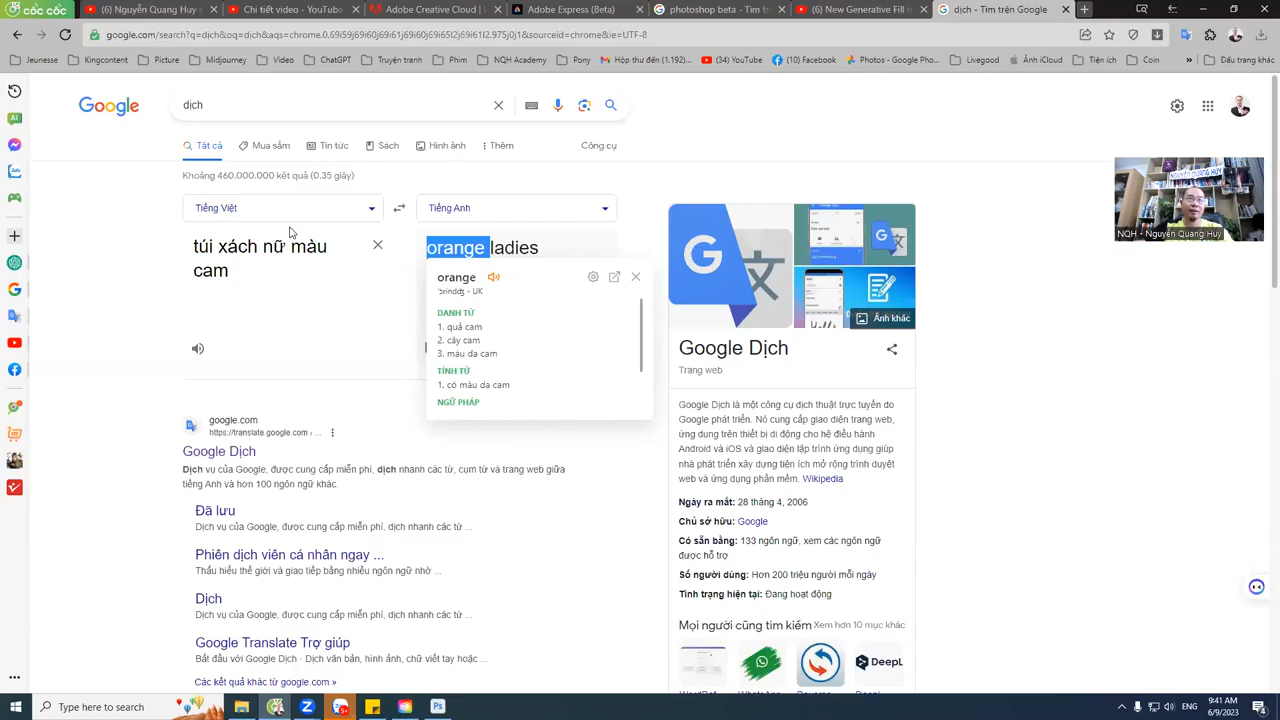 (6) Nguyễn Quang Huy
Chi tiết video - YouTube
Adobe Creative Cloud |
Adobe Express (Beta)
photoshop beta - Tìm tr
(6) New Generative Fill i
dịch - Tìm trên Google
google.com/search?q=dịch&oq=dịch&aqs=chrome.0.69i59j69i60j69i61j69i60j69i65l2j69i61l2.975j0j1&sourceid=chrome&ie=UTF-8
Jeunesse
Kingcontent
Picture
Midjourney
Video
ChatGPT
Truyện tranh
Phim
NQH Academy
Pony
Hộp thư đến (1.192)...
(34) YouTube
(10) Facebook
Photos - Google Pho...
Livegood
Ảnh iCloud
Tiện ích
Coin
»
Dấu trang khác
Google
dịch
Tất cả
Mua sắm
Tin tức
Sách
Hình ảnh
Thêm
Công cụ
Khoảng 460.000.000 kết quả (0,35 giây)
Tiếng Việt
Tiếng Anh
túi xách nữ màu
cam
orange ladies
orange
ˈɒrɪndʒ - UK
DANH TỪ
1. quả cam
2. cây cam
3. màu da cam
TÍNH TỪ
1. có màu da cam
NGỮ PHÁP
google.com
https://translate.google.com › ...
Google Dịch
Dịch vụ của Google, được cung cấp miễn phí, dịch nhanh các từ, cụm từ và trang web giữa
tiếng Anh và hơn 100 ngôn ngữ khác.
Đã lưu
Dịch vụ của Google, được cung cấp miễn phí, dịch nhanh các từ ...
Phiên dịch viên cá nhân ngay ...
Thấu hiểu thế giới và giao tiếp bằng nhiều ngôn ngữ nhờ ...
Dịch
Dịch vụ của Google, được cung cấp miễn phí, dịch nhanh các từ ...
Google Translate Trợ giúp
Bắt đầu với Google Dịch · Dịch văn bản, hình ảnh, chữ viết tay hoặc ...
Các kết quả khác từ google.com »
Ảnh khác
Google Dịch
Trang web
Google Dịch là một công cụ dịch thuật trực tuyến do
Google phát triển. Nó cung cấp giao diện trang web,
ứng dụng trên thiết bị di động cho hệ điều hành
Android và iOS và giao diện lập trình ứng dụng giúp
nhà phát triển xây dựng tiện ích mở rộng trình duyệt
web và ứng dụng phần mềm. Wikipedia
Ngày ra mắt: 28 tháng 4, 2006
Chủ sở hữu: Google
Có sẵn bằng: 133 ngôn ngữ, xem các ngôn ngữ
được hỗ trợ
Số người dùng: Hơn 200 triệu người mỗi ngày
Tình trạng hiện tại: Đang hoạt động
Mọi người cũng tìm kiếm
Xem hơn 10 mục khác
DeepL
NGUYỄN QUANG HUY
NQH - Nguyễn Quang Huy
Type here to search
ENG
9:41 AM
6/9/2023